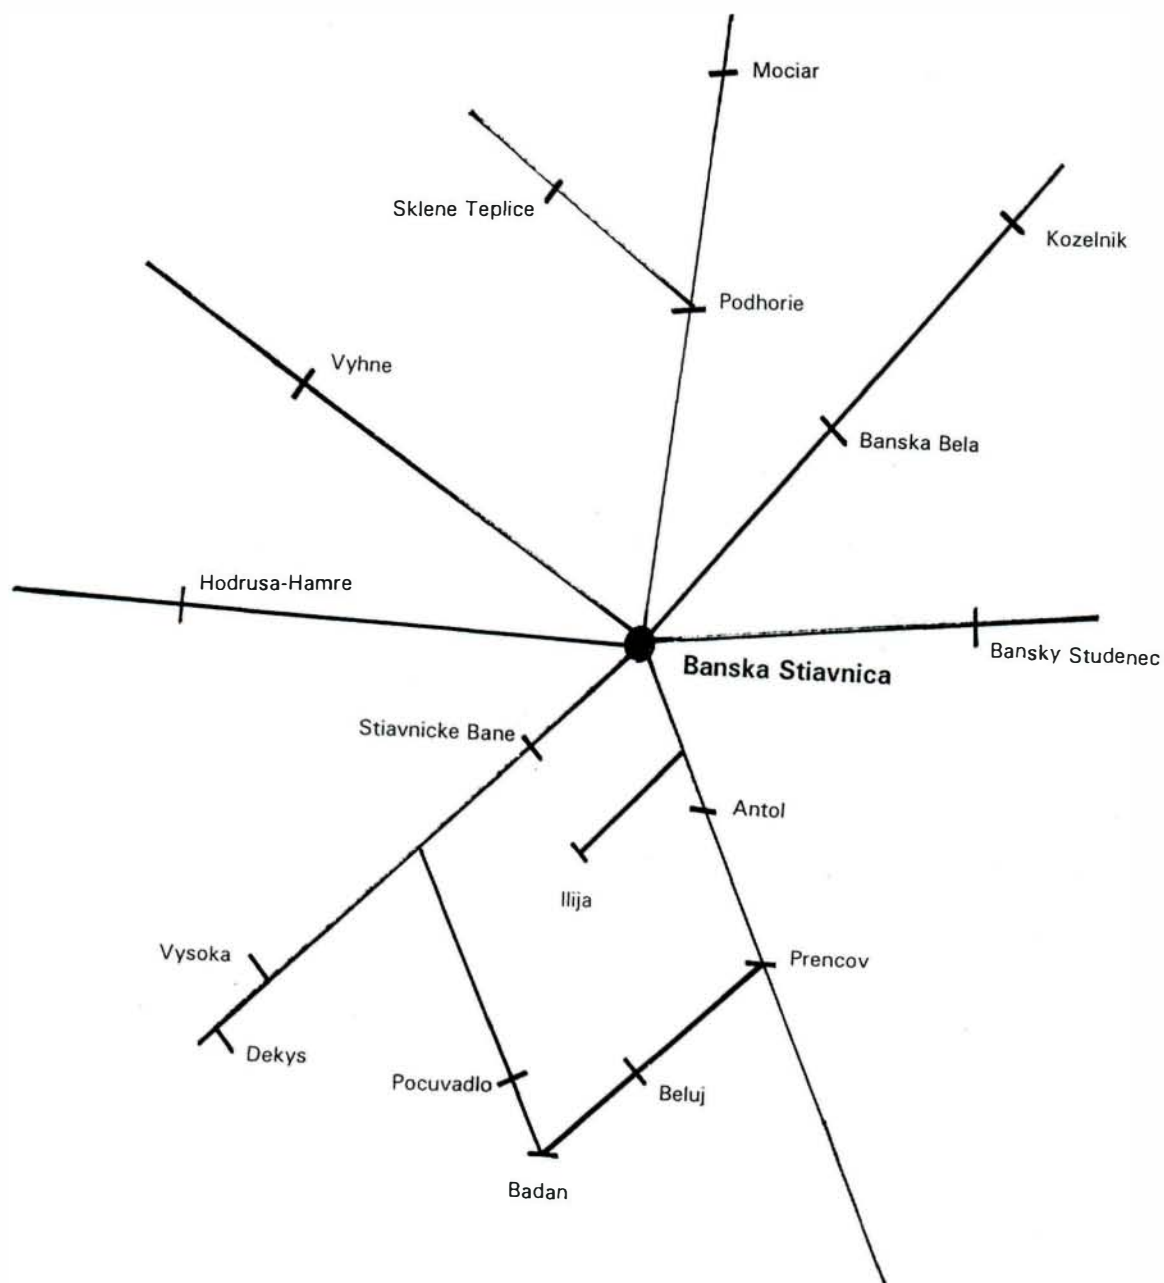 Mociar
Sklene Teplice
Kozelnik
Podhorie
Vyhne
Banska Bela
Hodrusa-Hamre
Bansky Studenec
Banska Stiavnica
Stiavnicke Bane
Antol
Ilija
Vysoka
Prencov
Dekys
Pocuvadlo
Beluj
Badan